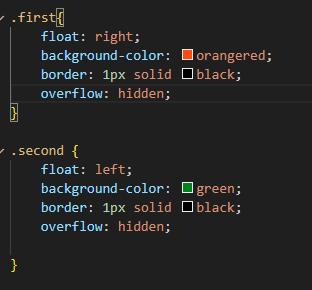 .first{
float: right;
background-color: orangered;
border: 1px solid black;
overflow: hidden;
}
.second {
float: left;
background-color: green;
border: 1px solid black;
overflow: hidden;
}